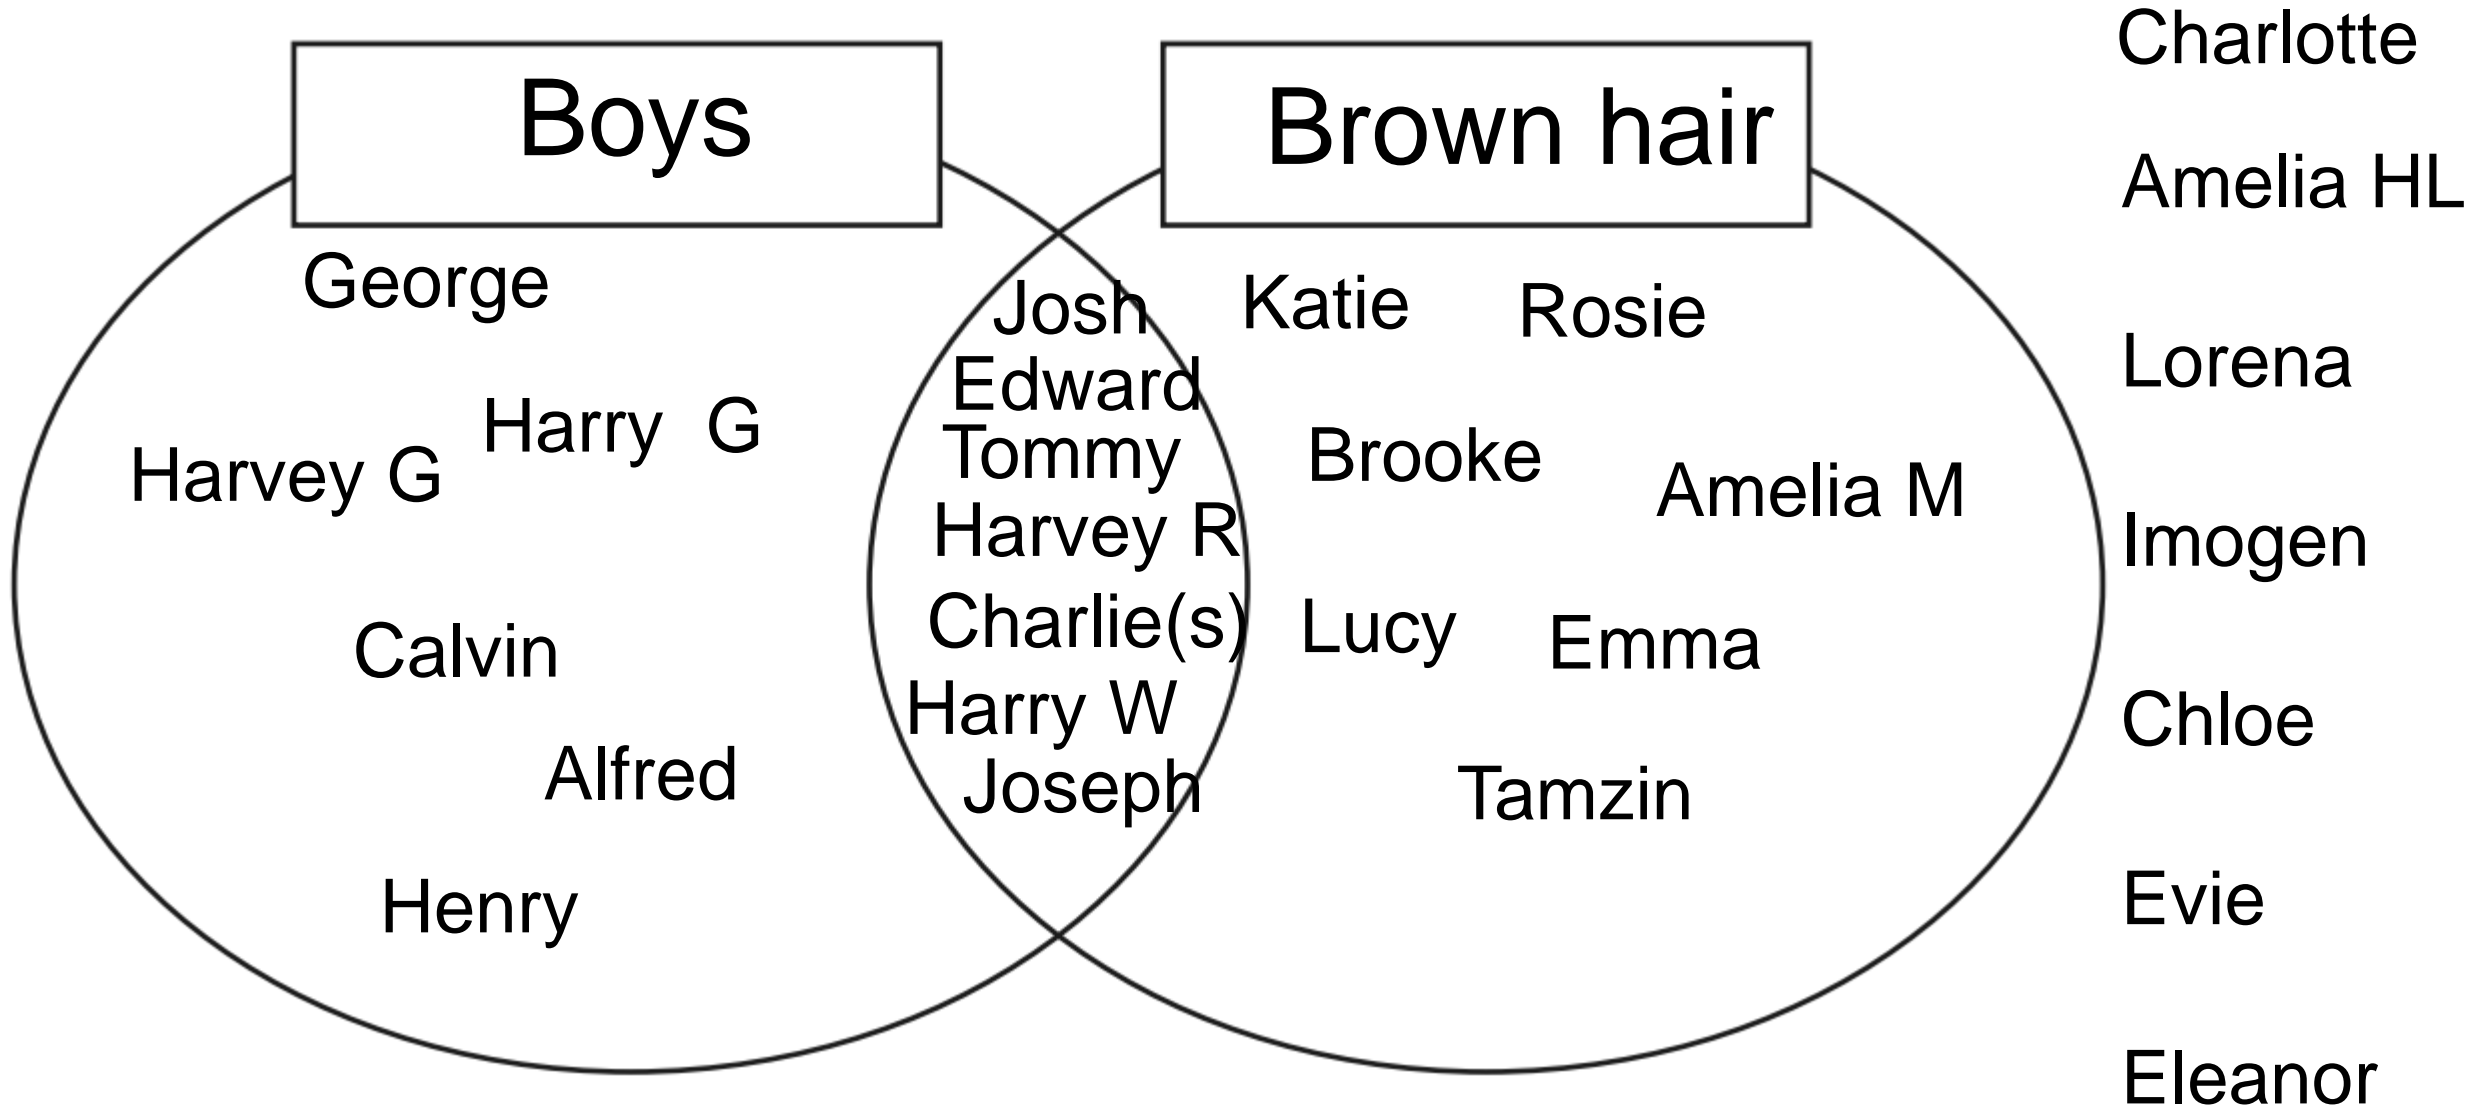 Boys
Brown hair
George
Harry G
Harvey G
Calvin
Alfred
Henry
Josh
Edward
Tommy
Harvey R
Charlie(s)
Harry W
Joseph
Katie
Rosie
Brooke
Amelia M
Lucy
Emma
Tamzin
Charlotte
Amelia HL
Lorena
Imogen
Chloe
Evie
Eleanor